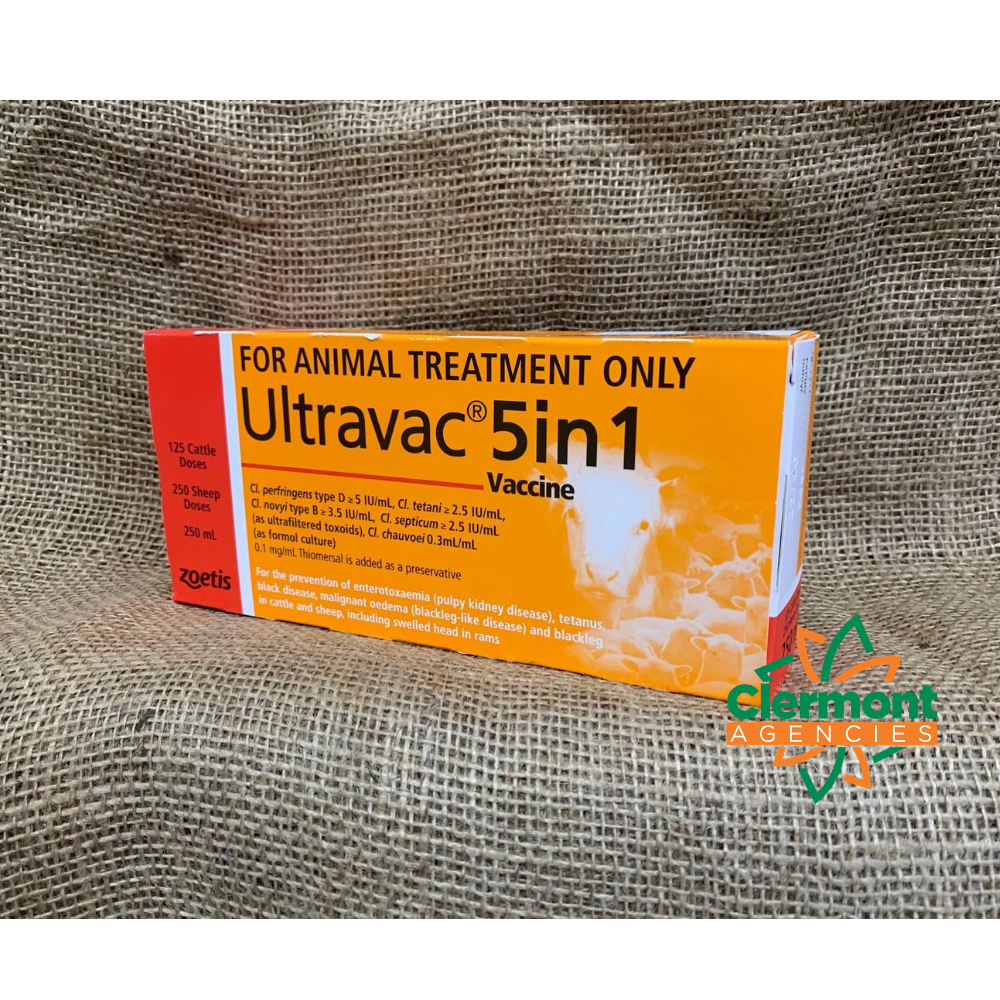 FOR ANIMAL TREATMENT ONLY
Ultravac® 5in1
Vaccine
125 Cattle
Doses
250 Sheep
Doses
250 mL
zoetis
Cl. perfringens type D ≥ 5 IU/mL, Cl. tetani ≥ 2.5 IU/mL,
Cl. novyi type B ≥ 3.5 IU/mL, Cl. septicum ≥ 2.5 IU/mL
(as ultrafiltered toxoids), Cl. chauvoei 0.3mL/mL
(as formol culture)
0.1 mg/mL Thiomersal is added as a preservative
For the prevention of enterotoxaemia (pulpy kidney disease), tetanus,
black disease, malignant oedema (blackleg-like disease) and blackleg
in cattle and sheep, including swelled head in rams
Clermont
AGENCIES